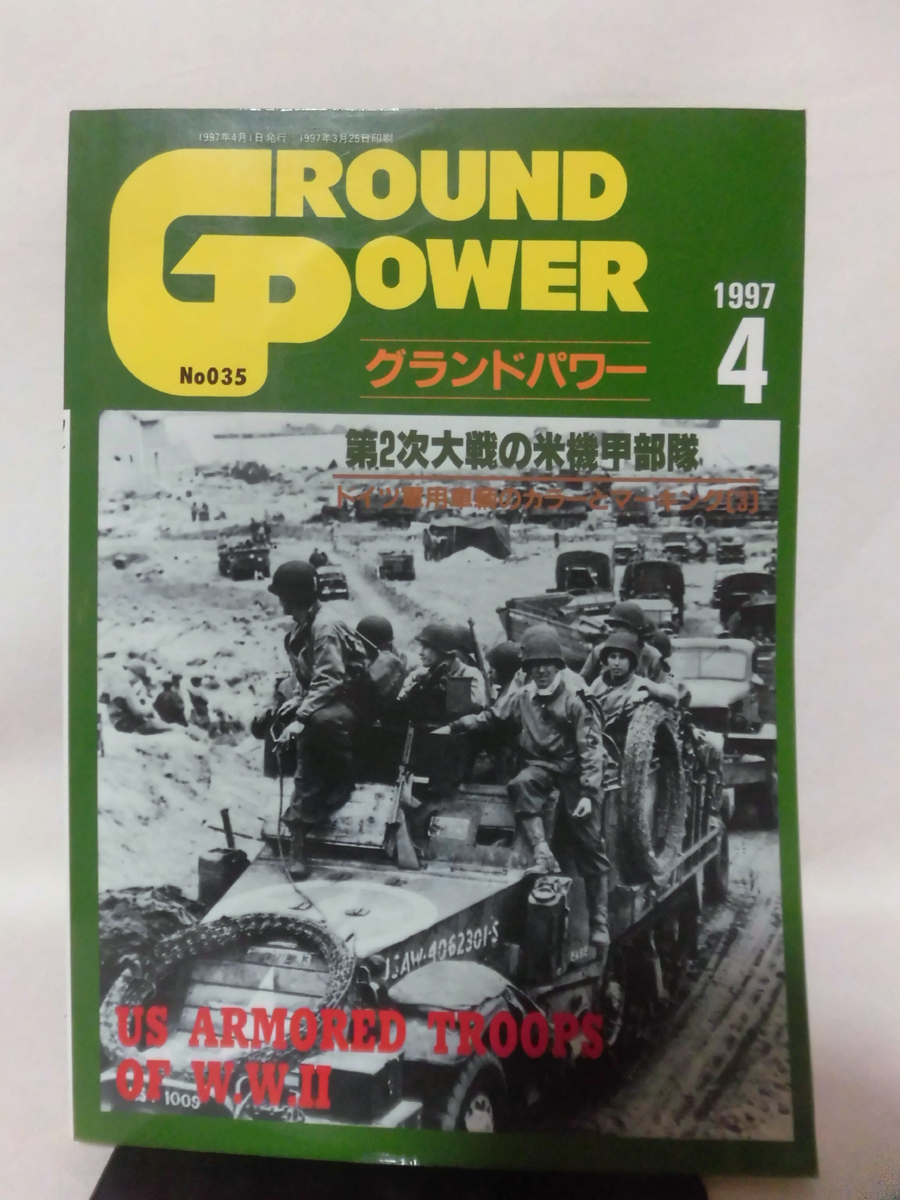 1997年4月1日発行 1997年3月25日印刷
GROUND
POWER
1997
4
No035
グランドパワー
第2次大戦の米機甲部隊
ドイツ軍用車輌のカラーとマーキング(3)
USAW-4062301-S
US ARMORED TROOPS
OF W.W.II
1009